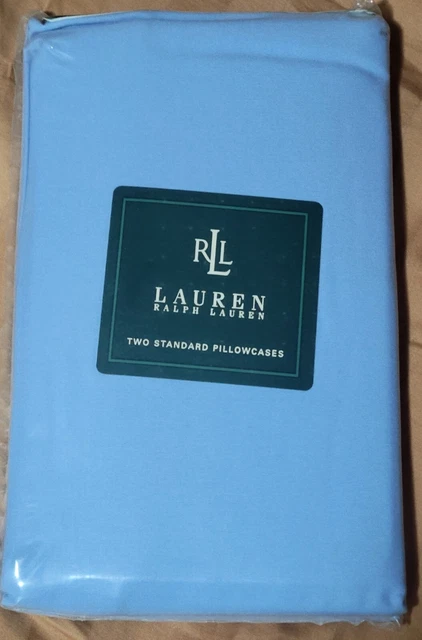 RLL
LAUREN
RALPH LAUREN
TWO STANDARD PILLOWCASES